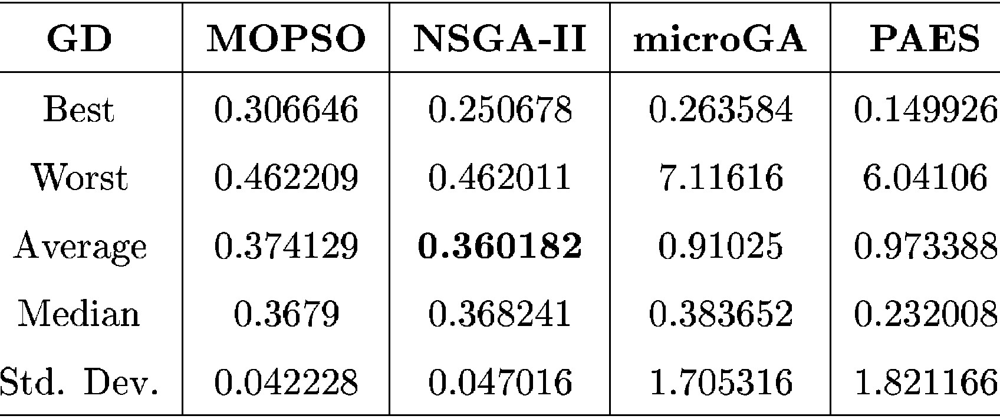 GD MOPSO NSGA-II microGA PAES
Best 0.306646 0.250678 0.263584 0.149926
Worst 0.462209 0.462011 7.11616 6.04106
Average 0.374129 0.360182 0.91025 0.973388
Median 0.3679 0.368241 0.383652 0.232008
Std. Dev. 0.042228 0.047016 1.705316 1.821166